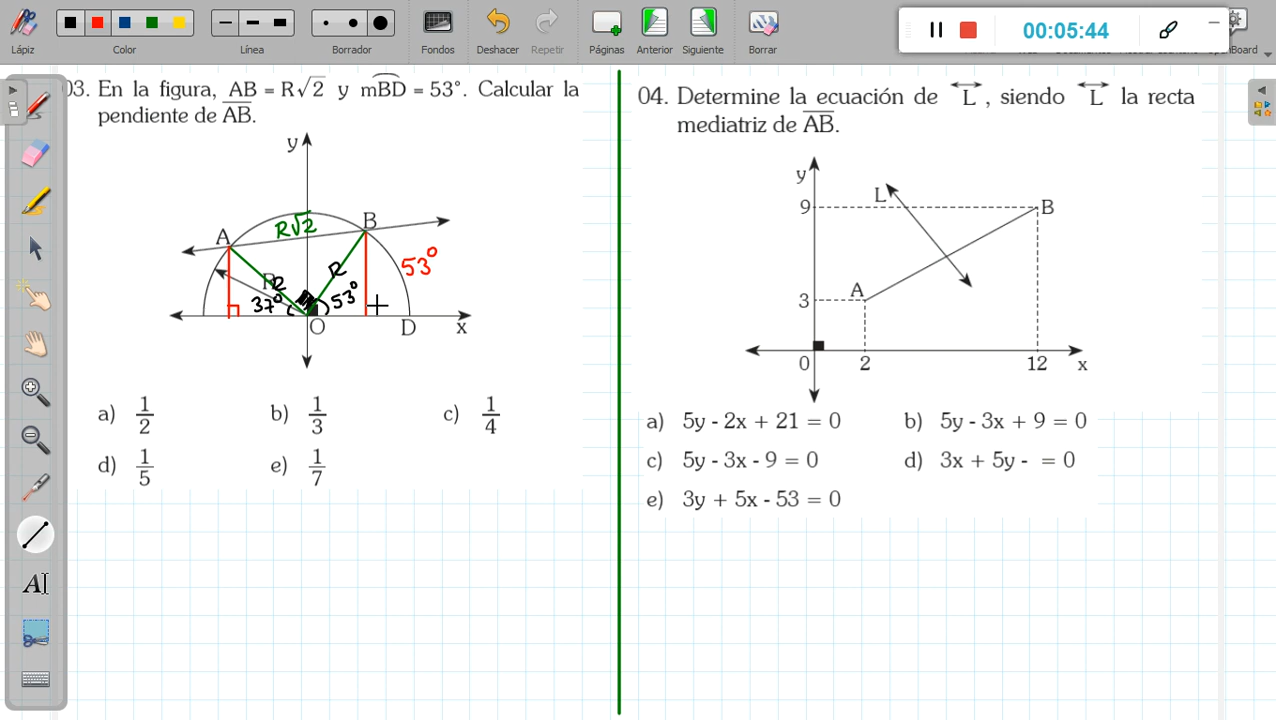 Lápiz
Color
Línea
Borrador
Fondos
Deshacer
Repetir
Páginas
Anterior
Siguiente
Borrar
00:05:44
03. En la figura, AB = R√2 y mBD = 53°. Calcular la
pendiente de AB.
y
A
R√2
B
R
R
53°
37°
53°
O
D
x
a) 1/2 b) 1/3 c) 1/4
d) 1/5 e) 1/7
04. Determine la ecuación de L, siendo L la recta
mediatriz de AB.
y
9
L
B
A
3
0
2
12
x
a) 5y - 2x + 21 = 0 b) 5y - 3x + 9 = 0
c) 5y - 3x - 9 = 0 d) 3x + 5y - = 0
e) 3y + 5x - 53 = 0